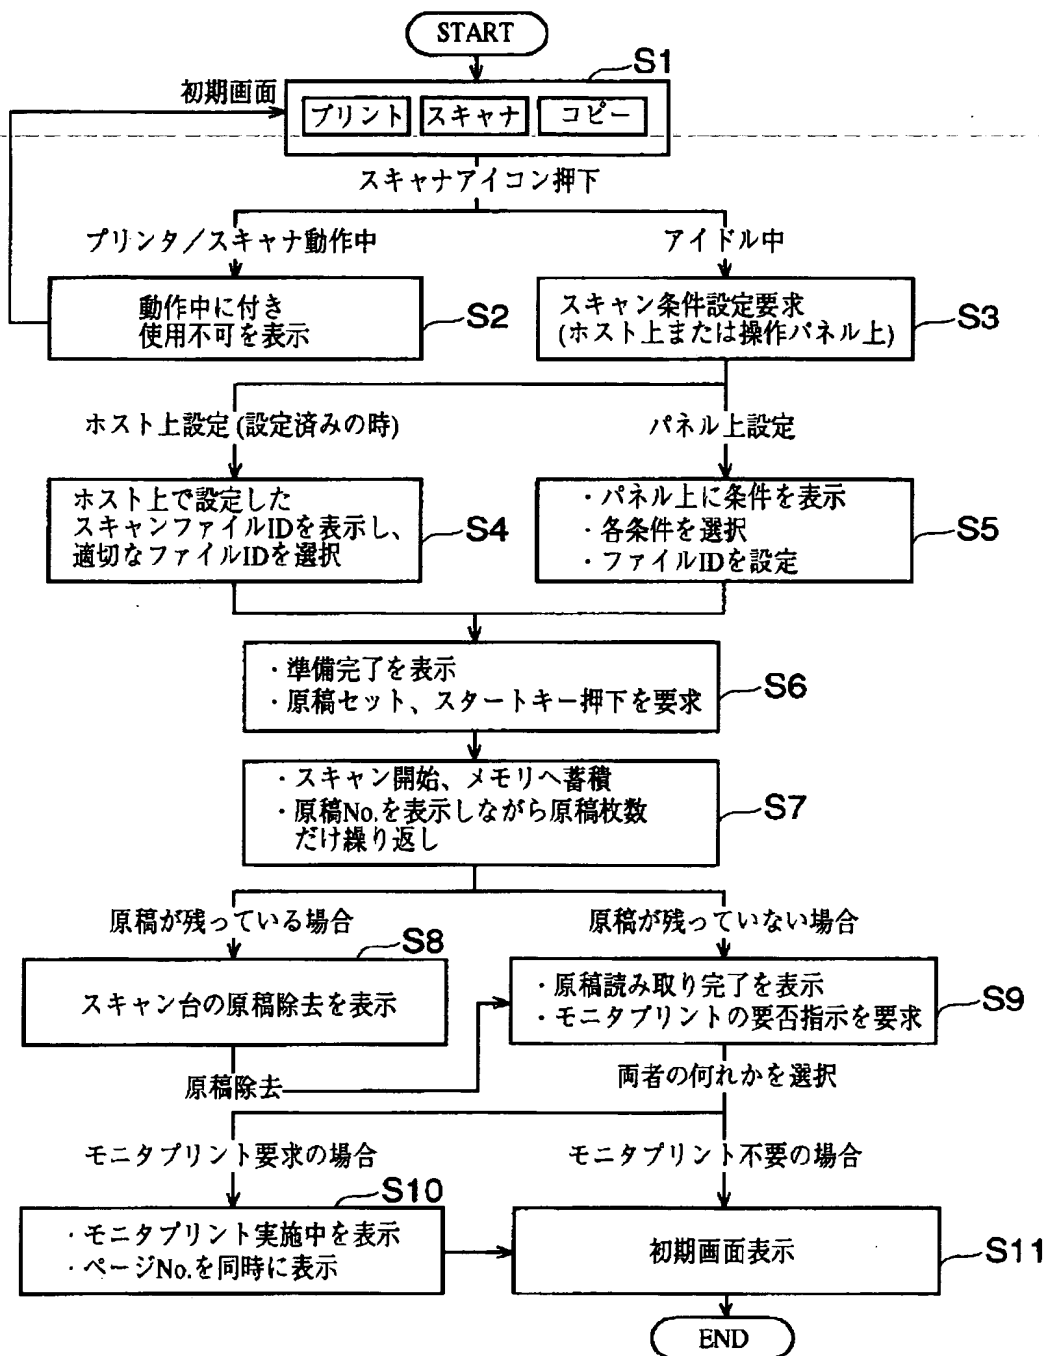 START
S1
初期画面
プリント スキャナ コピー
スキャナアイコン押下
プリンタ／スキャナ動作中
アイドル中
動作中に付き
使用不可を表示
S2
スキャン条件設定要求
(ホスト上または操作パネル上)
S3
ホスト上設定 (設定済みの時)
パネル上設定
ホスト上で設定した
スキャンファイルIDを表示し、
適切なファイルIDを選択
S4
・パネル上に条件を表示
・各条件を選択
・ファイルIDを設定
S5
・準備完了を表示
・原稿セット、スタートキー押下を要求
S6
・スキャン開始、メモリへ蓄積
・原稿No.を表示しながら原稿枚数
だけ繰り返し
S7
原稿が残っている場合
原稿が残っていない場合
S8
スキャン台の原稿除去を表示
・原稿読み取り完了を表示
・モニタプリントの要否指示を要求
S9
原稿除去
両者の何れかを選択
モニタプリント要求の場合
モニタプリント不要の場合
S10
・モニタプリント実施中を表示
・ページNo.を同時に表示
初期画面表示
S11
END